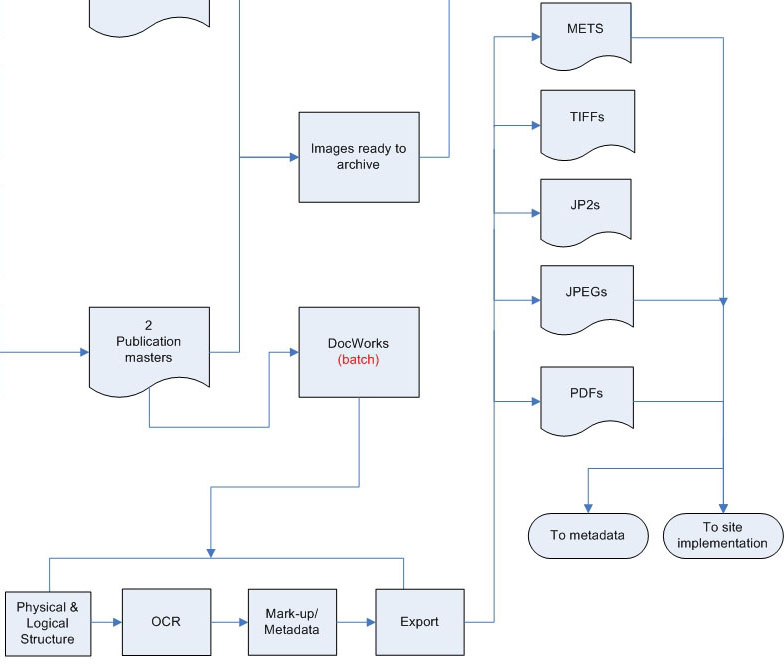 METS
TIFFs
Images ready to
archive
JP2s
JPEGs
2
Publication
masters
DocWorks
(batch)
PDFs
To metadata
To site
implementation
Physical &
Logical
Structure
OCR
Mark-up/
Metadata
Export